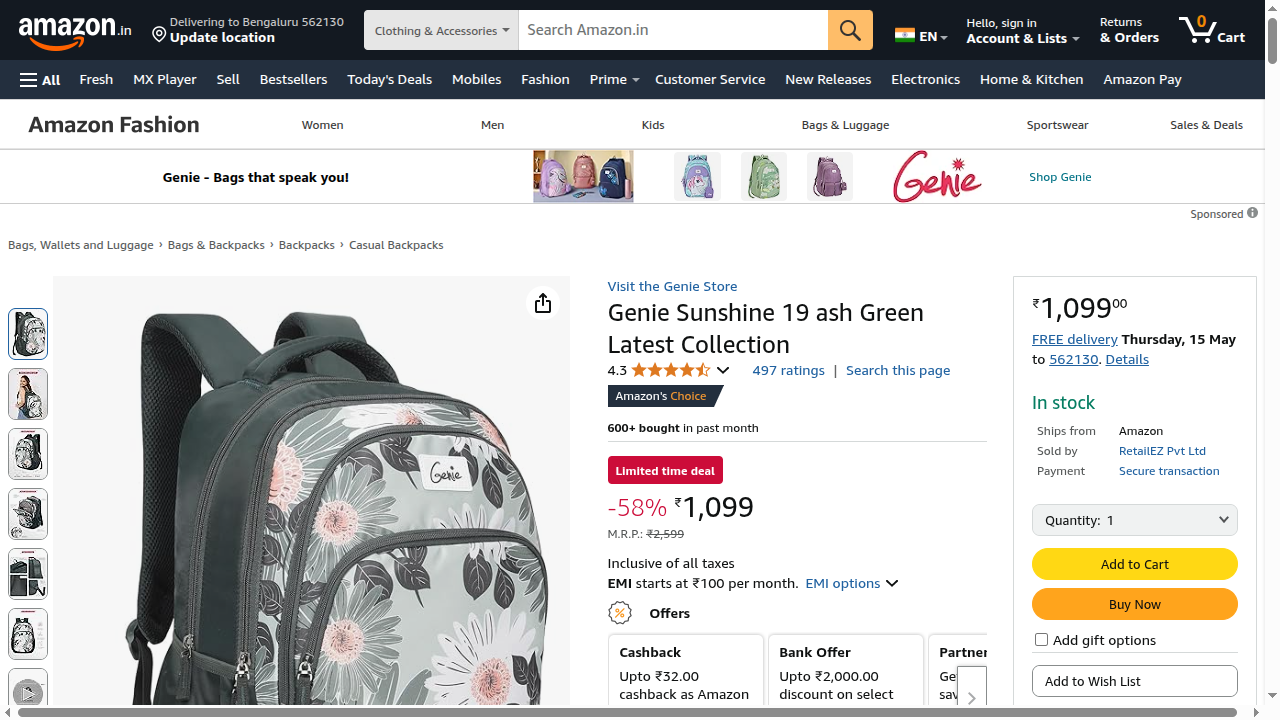 amazon.in
Delivering to Bengaluru 562130
Update location
Clothing & Accessories
Search Amazon.in
EN
Hello, sign in
Account & Lists
Returns
& Orders
0
Cart
All
Fresh
MX Player
Sell
Bestsellers
Today's Deals
Mobiles
Fashion
Prime
Customer Service
New Releases
Electronics
Home & Kitchen
Amazon Pay
Amazon Fashion
Women
Men
Kids
Bags & Luggage
Sportswear
Sales & Deals
Genie - Bags that speak you!
Genie
Shop Genie
Sponsored
Bags, Wallets and Luggage › Bags & Backpacks › Backpacks › Casual Backpacks
Genie
Visit the Genie Store
Genie Sunshine 19 ash Green
Latest Collection
4.3
497 ratings | Search this page
Amazon's Choice
600+ bought in past month
Limited time deal
-58% ₹1,099
M.R.P.: ₹2,599
Inclusive of all taxes
EMI starts at ₹100 per month. EMI options
%
Offers
Cashback
Upto ₹32.00
cashback as Amazon
Bank Offer
Upto ₹2,000.00
discount on select
Partner
Ge
sav
₹1,09900
FREE delivery Thursday, 15 May
to 562130. Details
In stock
Ships from Amazon
Sold by RetailEZ Pvt Ltd
Payment Secure transaction
Quantity: 1
Add to Cart
Buy Now
Add gift options
Add to Wish List